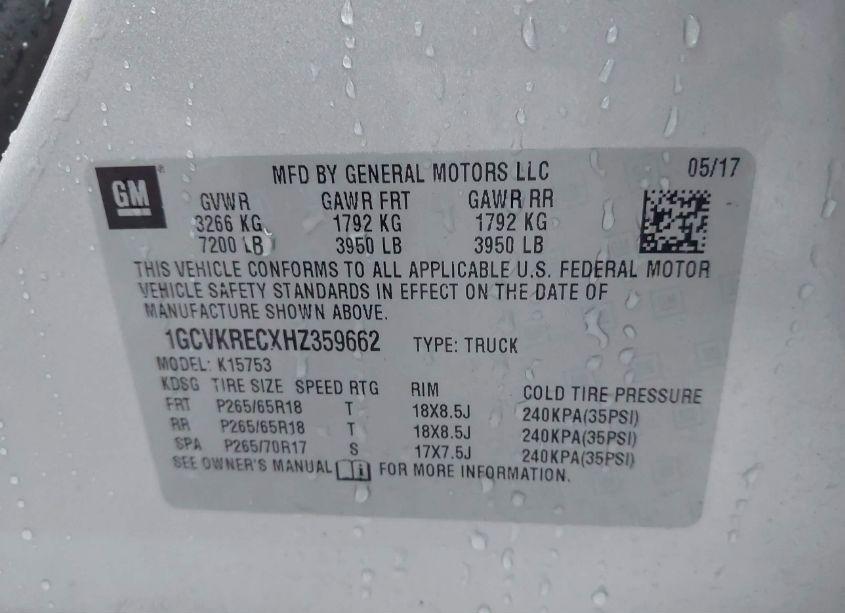 GM
MFD BY GENERAL MOTORS LLC 05/17
GVWR GAWR FRT GAWR RR
3266 KG 1792 KG 1792 KG
7200 LB 3950 LB 3950 LB
THIS VEHICLE CONFORMS TO ALL APPLICABLE U.S. FEDERAL MOTOR
VEHICLE SAFETY STANDARDS IN EFFECT ON THE DATE OF
MANUFACTURE SHOWN ABOVE.
1GCVKRECXHZ359662 TYPE: TRUCK
MODEL: K15753
KDSG TIRE SIZE SPEED RTG RIM COLD TIRE PRESSURE
FRT P265/65R18 T 18X8.5J 240KPA(35PSI)
RR P265/65R18 T 18X8.5J 240KPA(35PSI)
SPA P265/70R17 S 17X7.5J 240KPA(35PSI)
SEE OWNER'S MANUAL FOR MORE INFORMATION.